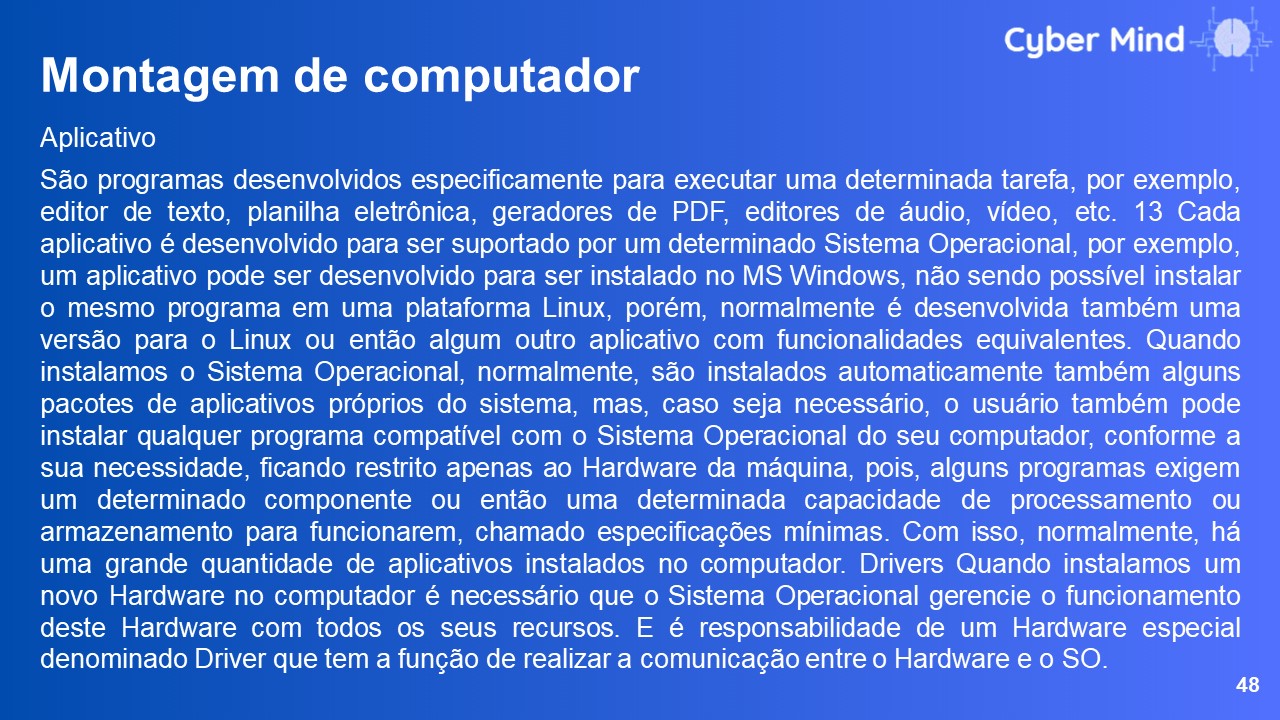 Cyber Mind
Montagem de computador
Aplicativo
São programas desenvolvidos especificamente para executar uma determinada tarefa, por exemplo,
editor de texto, planilha eletrônica, geradores de PDF, editores de áudio, vídeo, etc. 13 Cada
aplicativo é desenvolvido para ser suportado por um determinado Sistema Operacional, por exemplo,
um aplicativo pode ser desenvolvido para ser instalado no MS Windows, não sendo possível instalar
o mesmo programa em uma plataforma Linux, porém, normalmente é desenvolvida também uma
versão para o Linux ou então algum outro aplicativo com funcionalidades equivalentes. Quando
instalamos o Sistema Operacional, normalmente, são instalados automaticamente também alguns
pacotes de aplicativos próprios do sistema, mas, caso seja necessário, o usuário também pode
instalar qualquer programa compatível com o Sistema Operacional do seu computador, conforme a
sua necessidade, ficando restrito apenas ao Hardware da máquina, pois, alguns programas exigem
um determinado componente ou então uma determinada capacidade de processamento ou
armazenamento para funcionarem, chamado especificações mínimas. Com isso, normalmente, há
uma grande quantidade de aplicativos instalados no computador. Drivers Quando instalamos um
novo Hardware no computador é necessário que o Sistema Operacional gerencie o funcionamento
deste Hardware com todos os seus recursos. E é responsabilidade de um Hardware especial
denominado Driver que tem a função de realizar a comunicação entre o Hardware e o SO.
48